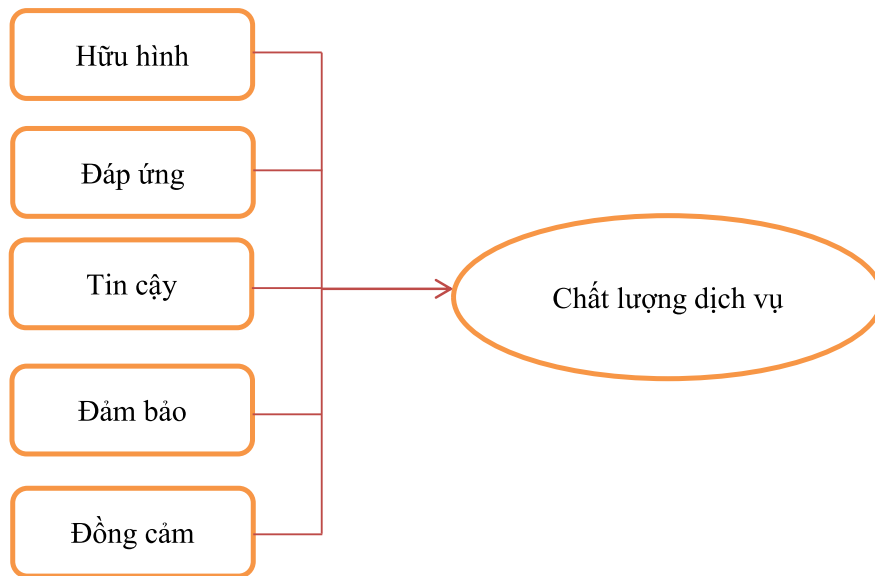 Hữu hình
Đáp ứng
Tin cậy
Chất lượng dịch vụ
Đảm bảo
Đồng cảm